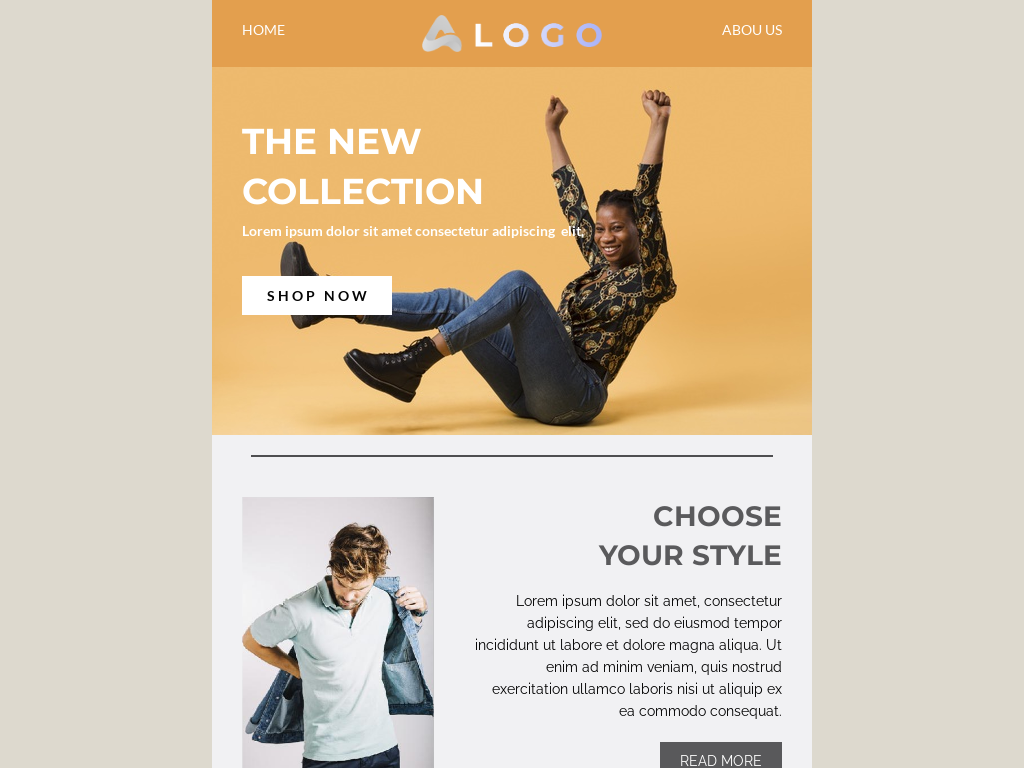 HOME
LOGO
ABOU US
THE NEW
COLLECTION
Lorem ipsum dolor sit amet consectetur adipiscing elit,
SHOP NOW
CHOOSE
YOUR STYLE
Lorem ipsum dolor sit amet, consectetur
adipiscing elit, sed do eiusmod tempor
incididunt ut labore et dolore magna aliqua. Ut
enim ad minim veniam, quis nostrud
exercitation ullamco laboris nisi ut aliquip ex
ea commodo consequat.
READ MORE